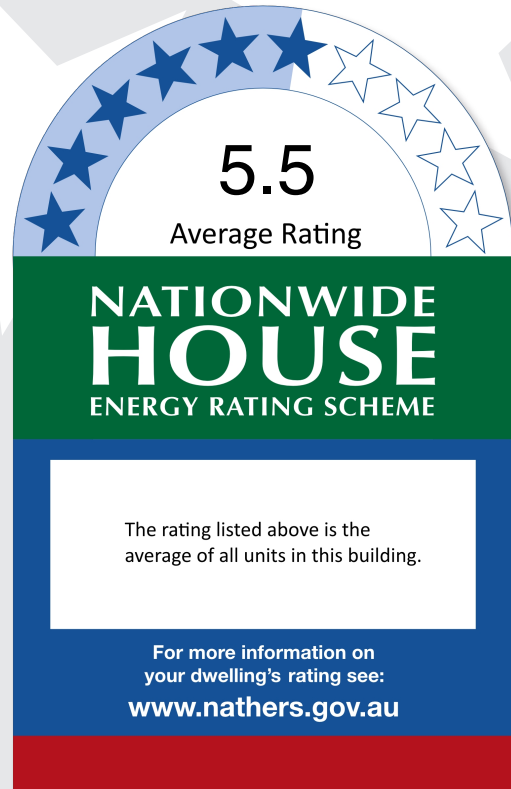 5.5
Average Rating
NATIONWIDE
HOUSE
ENERGY RATING SCHEME
The rating listed above is the
average of all units in this building.
For more information on
your dwelling's rating see:
www.nathers.gov.au